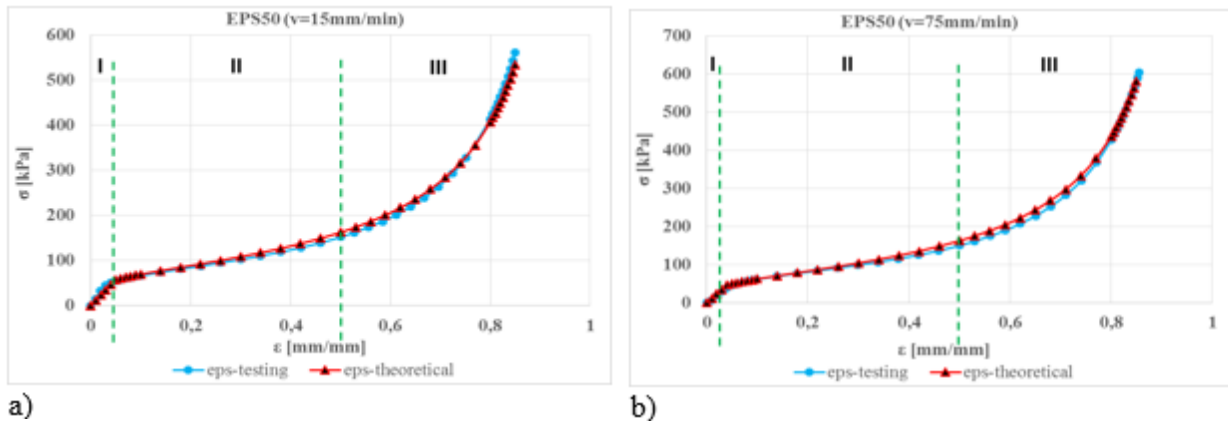 EPS50 (v=15mm/min)
600
500
400
300
200
100
0
σ [kPa]
I
II
III
0
0,2
0,4
0,6
0,8
1
ε [mm/mm]
eps-testing
eps-theoretical
a)
EPS50 (v=75mm/min)
700
600
500
400
300
200
100
0
σ [kPa]
I
II
III
0
0,2
0,4
0,6
0,8
1
ε [mm/mm]
eps-testing
eps-theoretical
b)